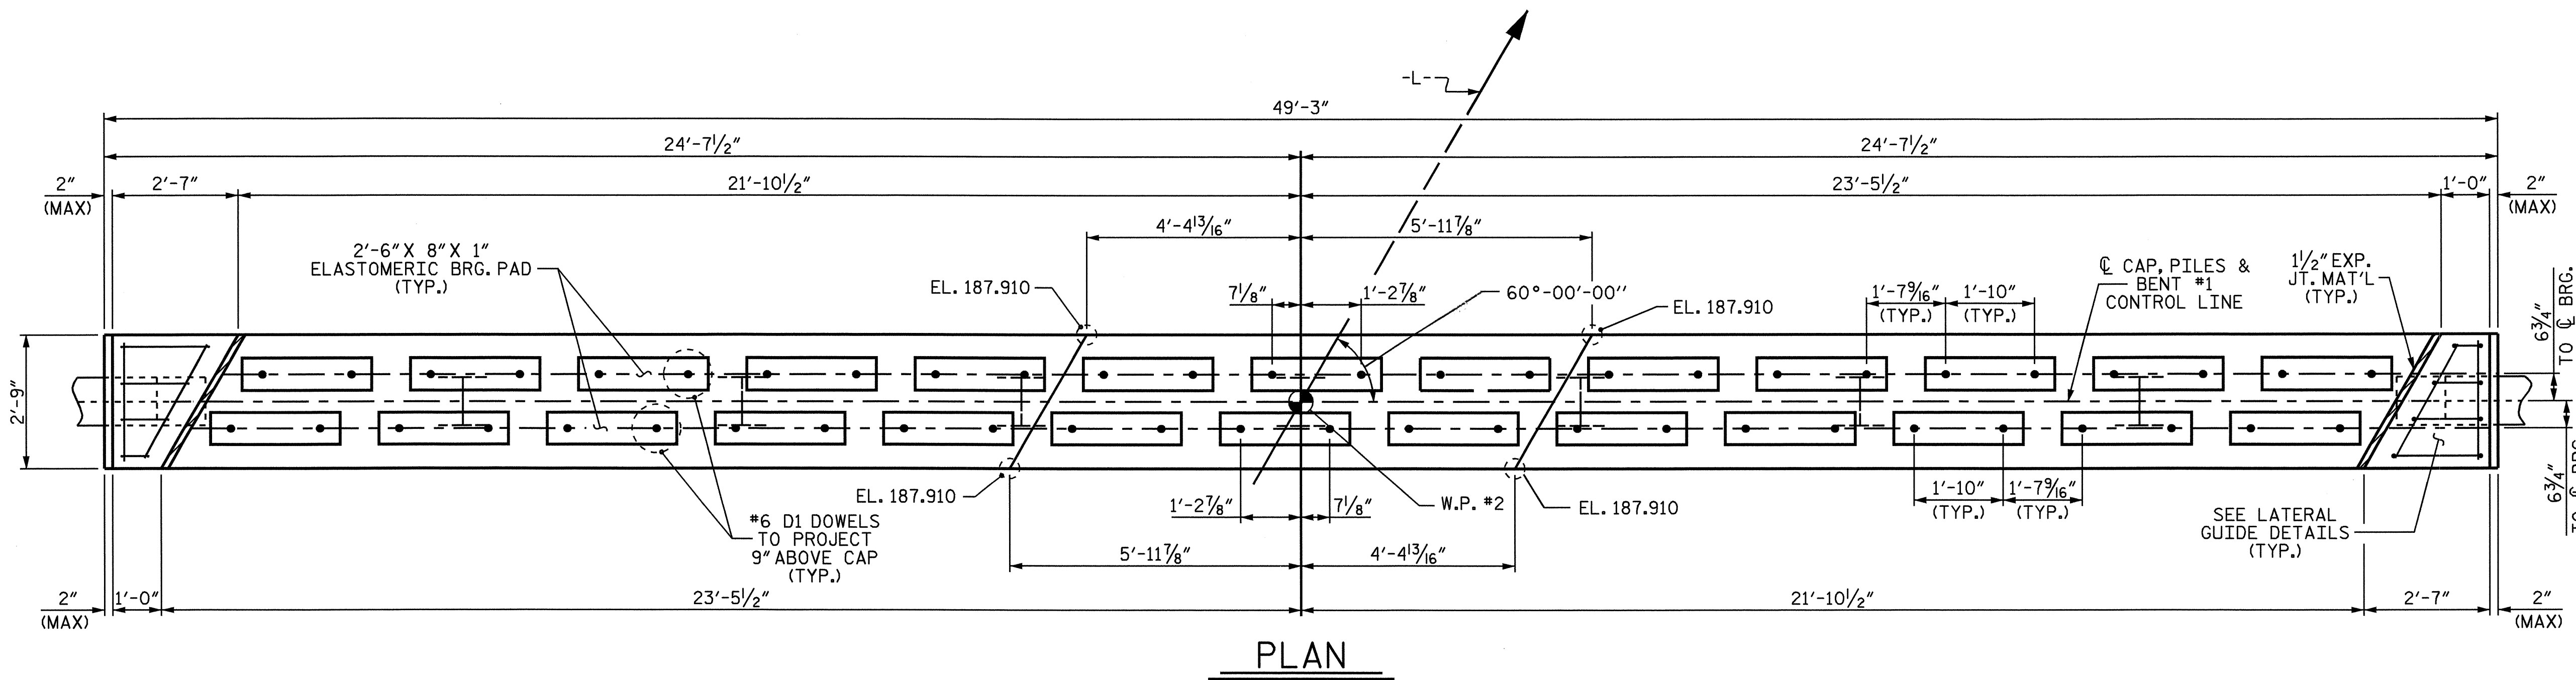 -L-
49'-3"
24'-7½"
24'-7½"
2"
(MAX)
2'-7"
21'-10½"
23'-5½"
1'-0"
2"
(MAX)
4'-4¹³⁄₁₆"
5'-11⅞"
2'-6" X 8" X 1"
ELASTOMERIC BRG. PAD
(TYP.)
EL. 187.910
7⅛"
1'-2⅞"
60°-00'-00''
EL. 187.910
1'-7⁹⁄₁₆"
(TYP.)
1'-10"
(TYP.)
℄ CAP, PILES &
BENT #1
CONTROL LINE
1½" EXP.
JT. MAT'L
(TYP.)
6¾"
TO ℄ BRG.
2'-9"
6¾"
TO ℄ BRG.
EL. 187.910
1'-2⅞"
7⅛"
W.P. #2
EL. 187.910
1'-10"
(TYP.)
1'-7⁹⁄₁₆"
(TYP.)
SEE LATERAL
GUIDE DETAILS
(TYP.)
#6 D1 DOWELS
TO PROJECT
9" ABOVE CAP
(TYP.)
5'-11⅞"
4'-4¹³⁄₁₆"
2"
(MAX)
1'-0"
23'-5½"
21'-10½"
2'-7"
2"
(MAX)
PLAN